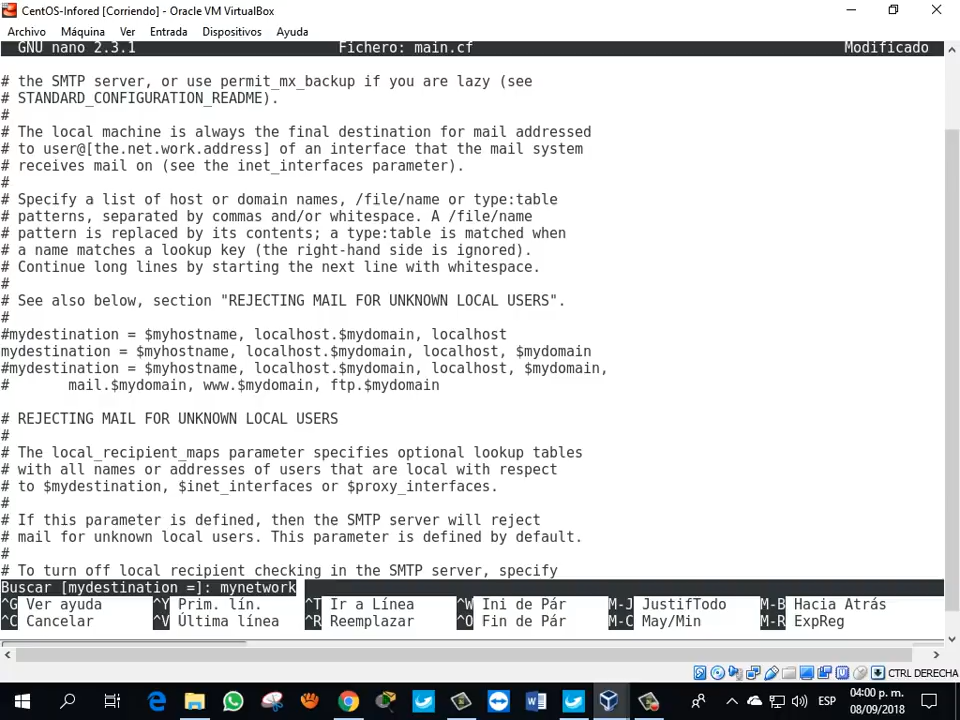 CentOS-Infored [Corriendo] - Oracle VM VirtualBox
Archivo Máquina Ver Entrada Dispositivos Ayuda
GNU nano 2.3.1 Fichero: main.cf Modificado
# the SMTP server, or use permit_mx_backup if you are lazy (see
# STANDARD_CONFIGURATION_README).
#
# The local machine is always the final destination for mail addressed
# to user@[the.net.work.address] of an interface that the mail system
# receives mail on (see the inet_interfaces parameter).
#
# Specify a list of host or domain names, /file/name or type:table
# patterns, separated by commas and/or whitespace. A /file/name
# pattern is replaced by its contents; a type:table is matched when
# a name matches a lookup key (the right-hand side is ignored).
# Continue long lines by starting the next line with whitespace.
#
# See also below, section "REJECTING MAIL FOR UNKNOWN LOCAL USERS".
#
#mydestination = $myhostname, localhost.$mydomain, localhost
mydestination = $myhostname, localhost.$mydomain, localhost, $mydomain
#mydestination = $myhostname, localhost.$mydomain, localhost, $mydomain,
# mail.$mydomain, www.$mydomain, ftp.$mydomain
# REJECTING MAIL FOR UNKNOWN LOCAL USERS
#
# The local_recipient_maps parameter specifies optional lookup tables
# with all names or addresses of users that are local with respect
# to $mydestination, $inet_interfaces or $proxy_interfaces.
#
# If this parameter is defined, then the SMTP server will reject
# mail for unknown local users. This parameter is defined by default.
#
# To turn off local recipient checking in the SMTP server, specify
Buscar [mydestination =]: mynetwork
^G Ver ayuda ^Y Prim. lín. ^T Ir a Línea ^W Ini de Pár M-J JustifTodo M-B Hacia Atrás
^C Cancelar ^V Última línea ^R Reemplazar ^O Fin de Pár M-C May/Min M-R ExpReg
CTRL DERECHA
ESP
04:00 p. m.
08/09/2018